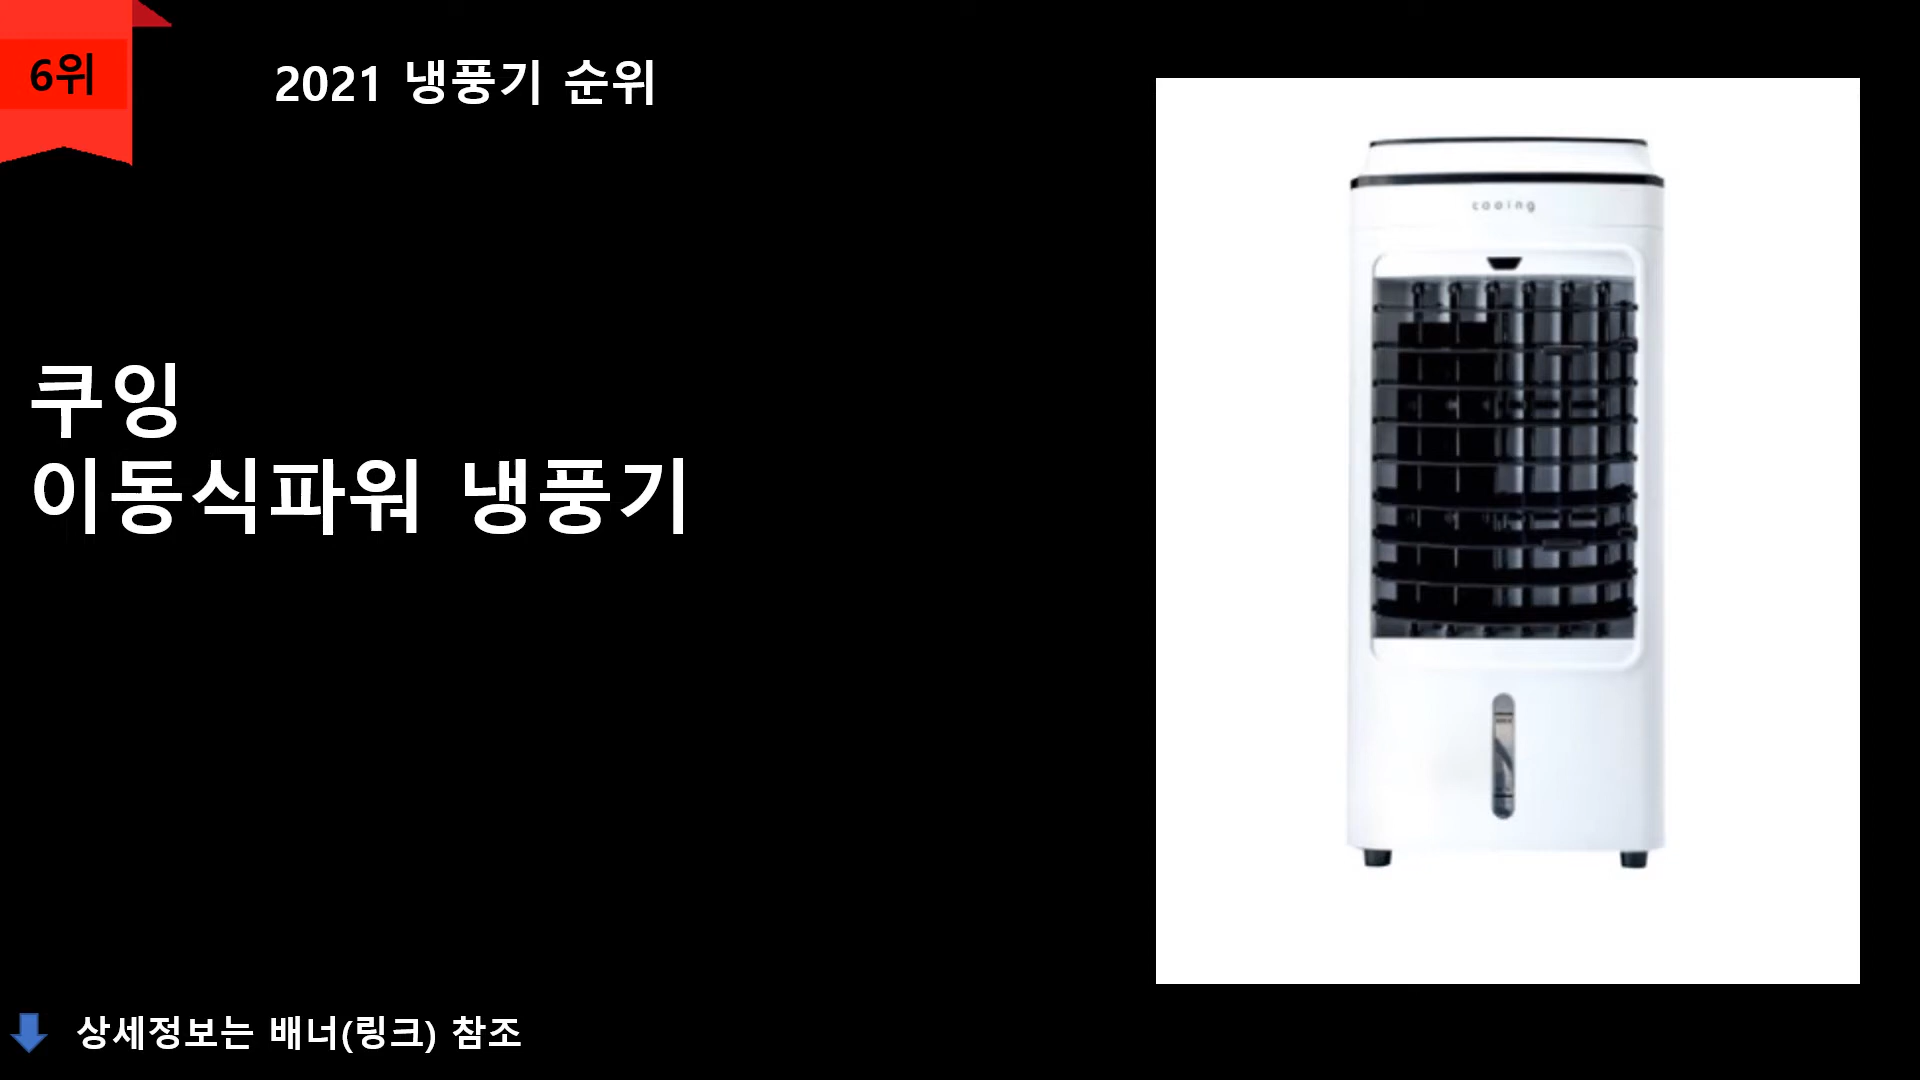 6위
2021 냉풍기 순위
cooing
쿠잉
이동식파워 냉풍기
상세정보는 배너(링크) 참조